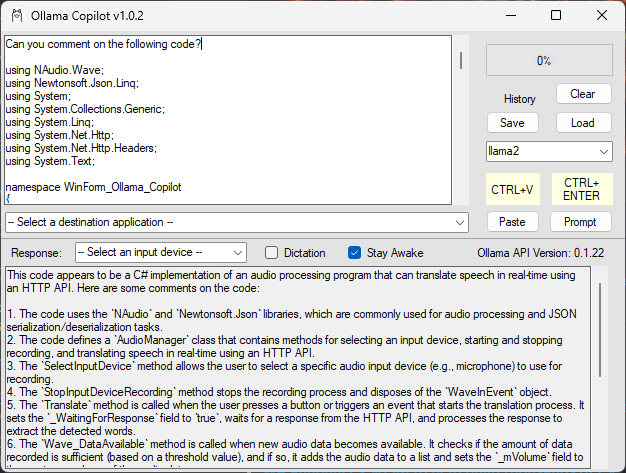 Ollama Copilot v1.0.2
Can you comment on the following code?
using NAudio.Wave;
using Newtonsoft.Json.Linq;
using System;
using System.Collections.Generic;
using System.Linq;
using System.Net.Http;
using System.Net.Http.Headers;
using System.Text;
namespace WinForm_Ollama_Copilot
{
0%
History
Clear
Save
Load
llama2
CTRL+V
CTRL+
ENTER
-- Select a destination application --
Paste
Prompt
Response:
-- Select an input device --
Dictation
Stay Awake
Ollama API Version: 0.1.22
This code appears to be a C# implementation of an audio processing program that can translate speech in real-time using
an HTTP API. Here are some comments on the code:
1. The code uses the `NAudio` and `Newtonsoft.Json` libraries, which are commonly used for audio processing and JSON
serialization/deserialization tasks.
2. The code defines a `AudioManager` class that contains methods for selecting an input device, starting and stopping
recording, and translating speech in real-time using an HTTP API.
3. The `SelectInputDevice` method allows the user to select a specific audio input device (e.g., microphone) to use for
recording.
4. The `StopInputDeviceRecording` method stops the recording process and disposes of the `WaveInEvent` object.
5. The `Translate` method is called when the user presses a button or triggers an event that starts the translation process. It
sets the `_WaitingForResponse` field to `true`, waits for a response from the HTTP API, and processes the response to
extract the detected words.
6. The `Wave_DataAvailable` method is called when new audio data becomes available. It checks if the amount of data
recorded is sufficient (based on a threshold value), and if so, it adds the audio data to a list and sets the `_mVolume` field to